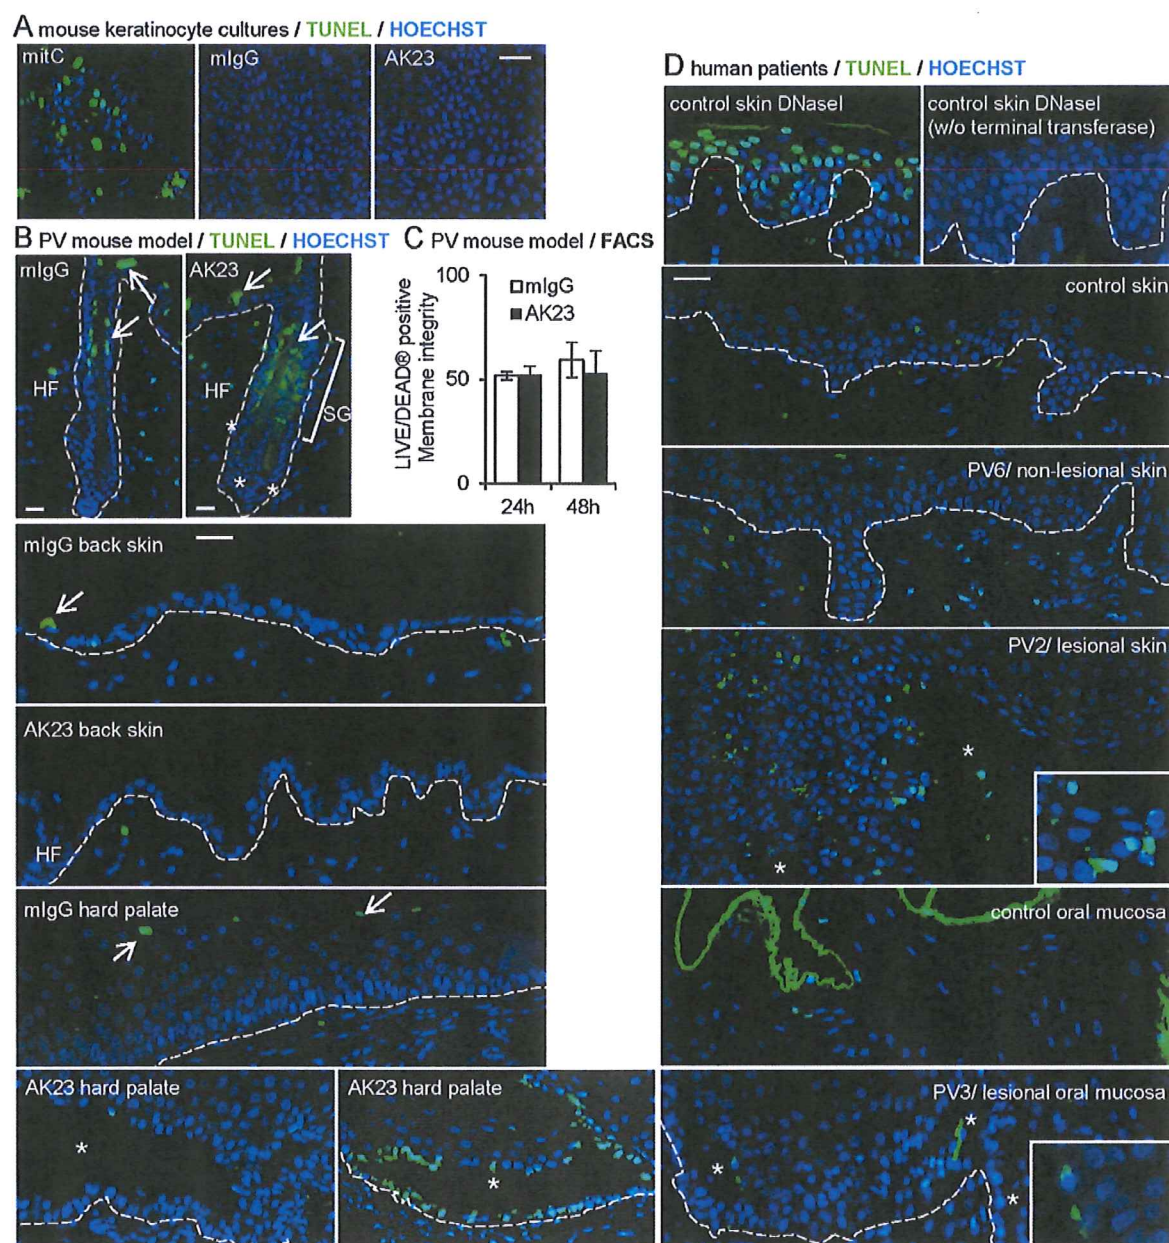 A mouse keratinocyte cultures / TUNEL / HOECHST
mitC
mIgG
AK23
B PV mouse model / TUNEL / HOECHST
mIgG
HF
AK23
HF
SG
*
*
*
C PV mouse model / FACS
100
50
0
LIVE/DEAD® positive
Membrane integrity
mIgG
AK23
24h
48h
mIgG back skin
AK23 back skin
HF
mIgG hard palate
AK23 hard palate
*
AK23 hard palate
*
D human patients / TUNEL / HOECHST
control skin DNaseI
control skin DNaseI
(w/o terminal transferase)
control skin
PV6/ non-lesional skin
PV2/ lesional skin
*
*
control oral mucosa
PV3/ lesional oral mucosa
*
*
*